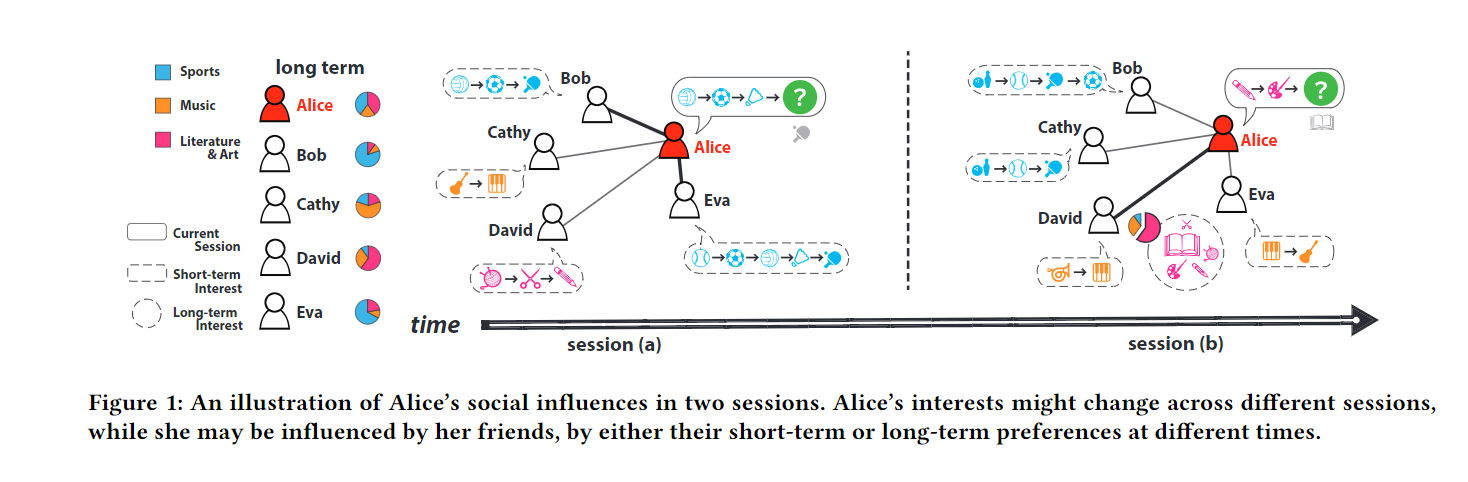 Sports
Music
Literature
& Art
Current
Session
Short-term
Interest
Long-term
Interest
long term
Alice
Bob
Cathy
David
Eva
Bob
Cathy
David
?
Alice
Eva
Bob
Cathy
David
?
Alice
Eva
time
session (a)
session (b)
Figure 1: An illustration of Alice's social influences in two sessions. Alice's interests might change across different sessions,
while she may be influenced by her friends, by either their short-term or long-term preferences at different times.